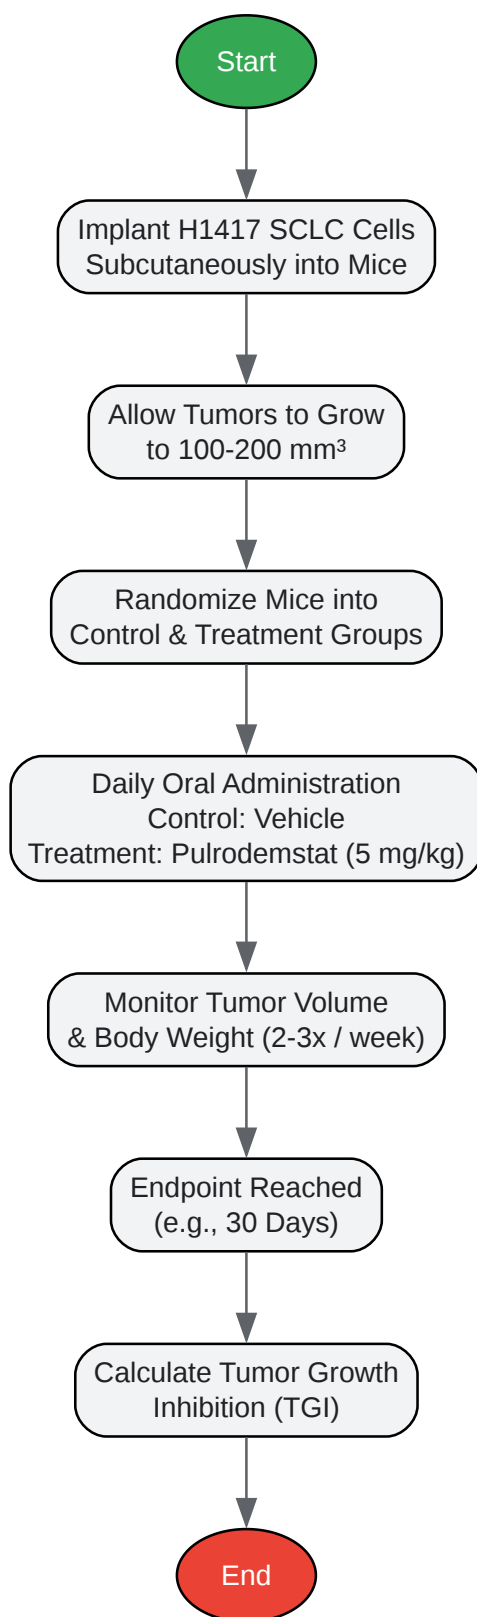 Start
Implant H1417 SCLC Cells
Subcutaneously into Mice
Allow Tumors to Grow
to 100-200 mm³
Randomize Mice into
Control & Treatment Groups
Daily Oral Administration
Control: Vehicle
Treatment: Pulrodemstat (5 mg/kg)
Monitor Tumor Volume
& Body Weight (2-3x / week)
Endpoint Reached
(e.g., 30 Days)
Calculate Tumor Growth
Inhibition (TGI)
End